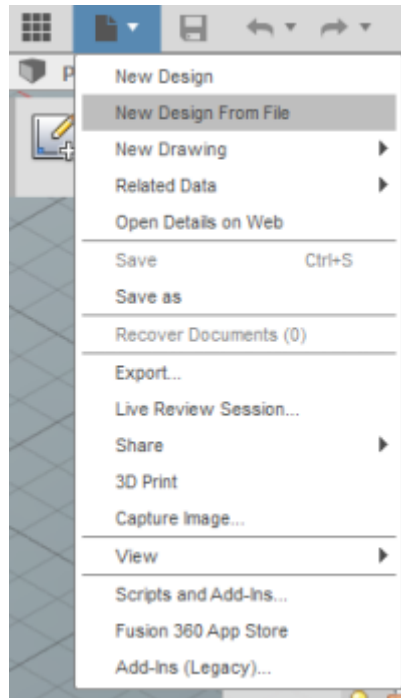 P
New Design
New Design From File
New Drawing
Related Data
Open Details on Web
Save Ctrl+S
Save as
Recover Documents (0)
Export...
Live Review Session...
Share
3D Print
Capture Image...
View
Scripts and Add-Ins...
Fusion 360 App Store
Add-Ins (Legacy)...